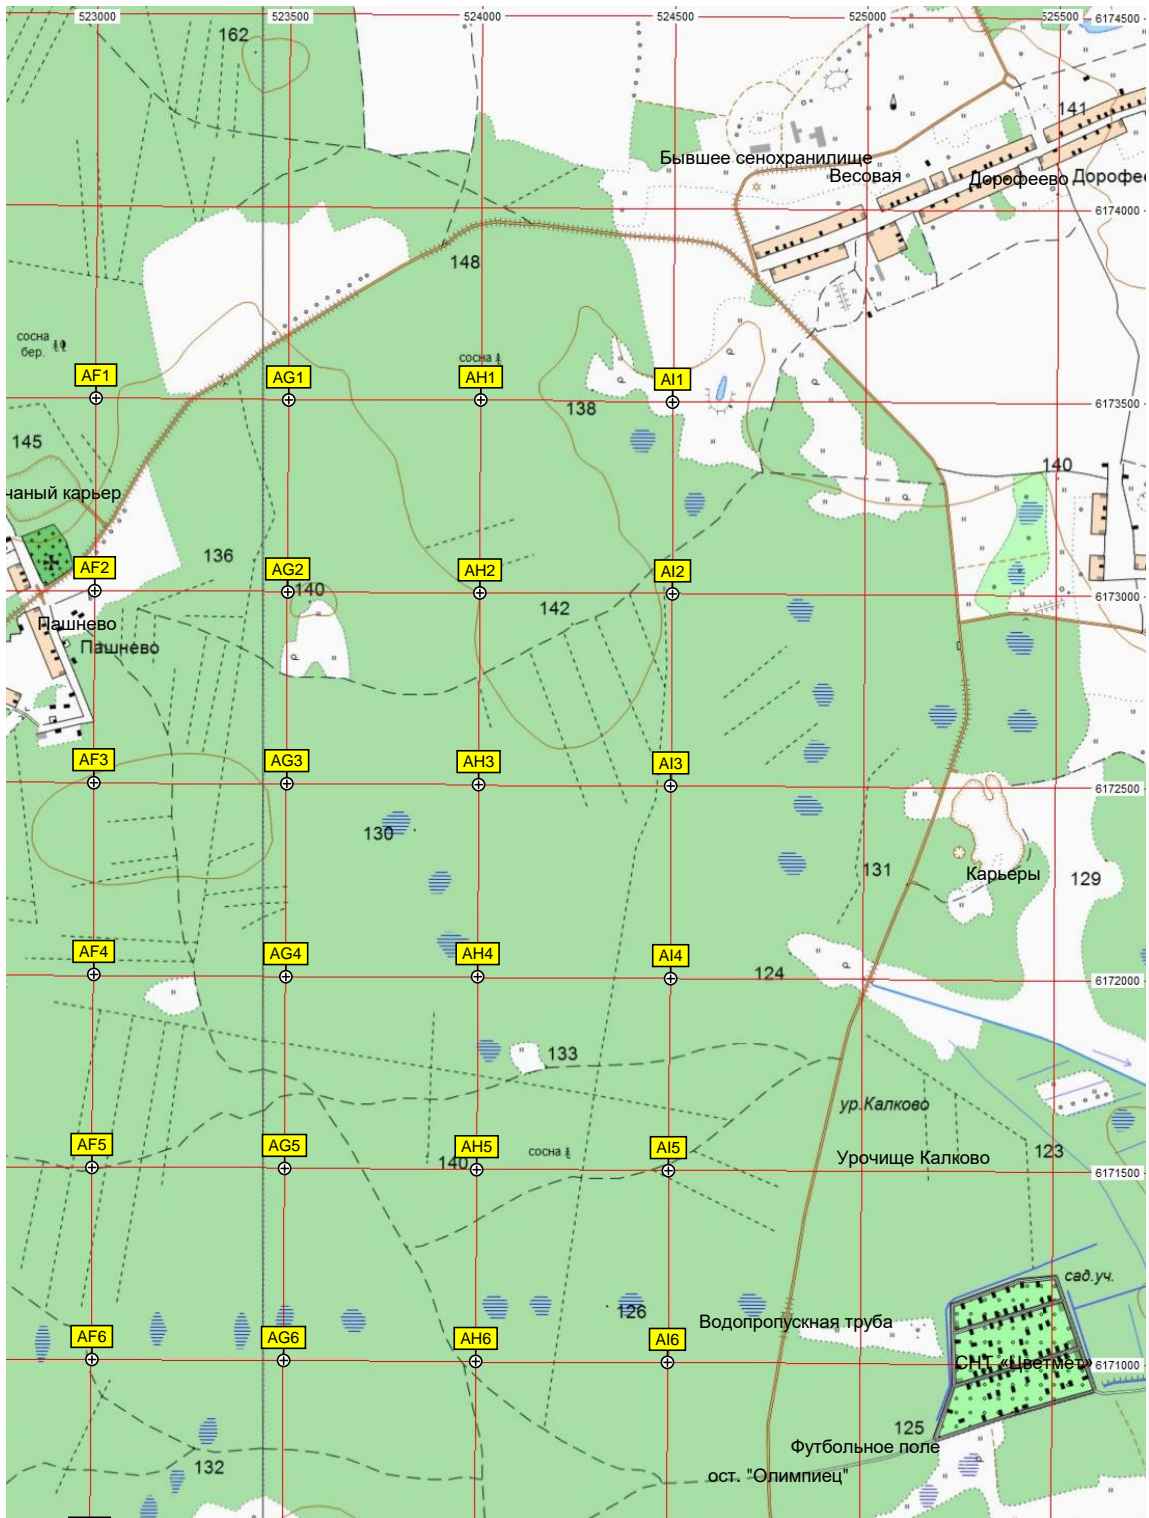 523000 523500 524000 524500 525000 525500
6174500
162
141
Бывшее сенохранилище
Весовая
Дорофеево
Дорофее
6174000
148
сосна
бер.
сосна
AF1 AG1 AH1 AI1
6173500
138
145
140
чаный карьер
136
AF2 AG2 AH2 AI2
140
142
6173000
Пашнево
Пашнево
AF3 AG3 AH3 AI3
6172500
130
131
Карьеры
129
AF4 AG4 AH4 AI4
124
6172000
133
ур.Калково
AF5 AG5 AH5 AI5
140
сосна
Урочище Калково
123
6171500
сад.уч.
126
Водопропускная труба
AF6 AG6 AH6 AI6
СНТ «Цветмет»
6171000
125
Футбольное поле
132
ост. "Олимпиец"